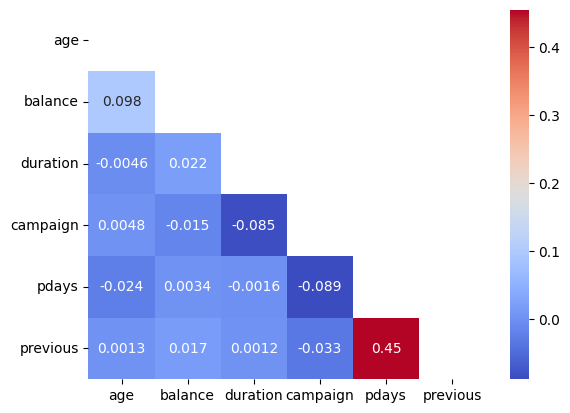 age
balance 0.098
duration -0.0046 0.022
campaign 0.0048 -0.015 -0.085
pdays -0.024 0.0034 -0.0016 -0.089
previous 0.0013 0.017 0.0012 -0.033 0.45
age balance duration campaign pdays previous
0.4
0.3
0.2
0.1
0.0